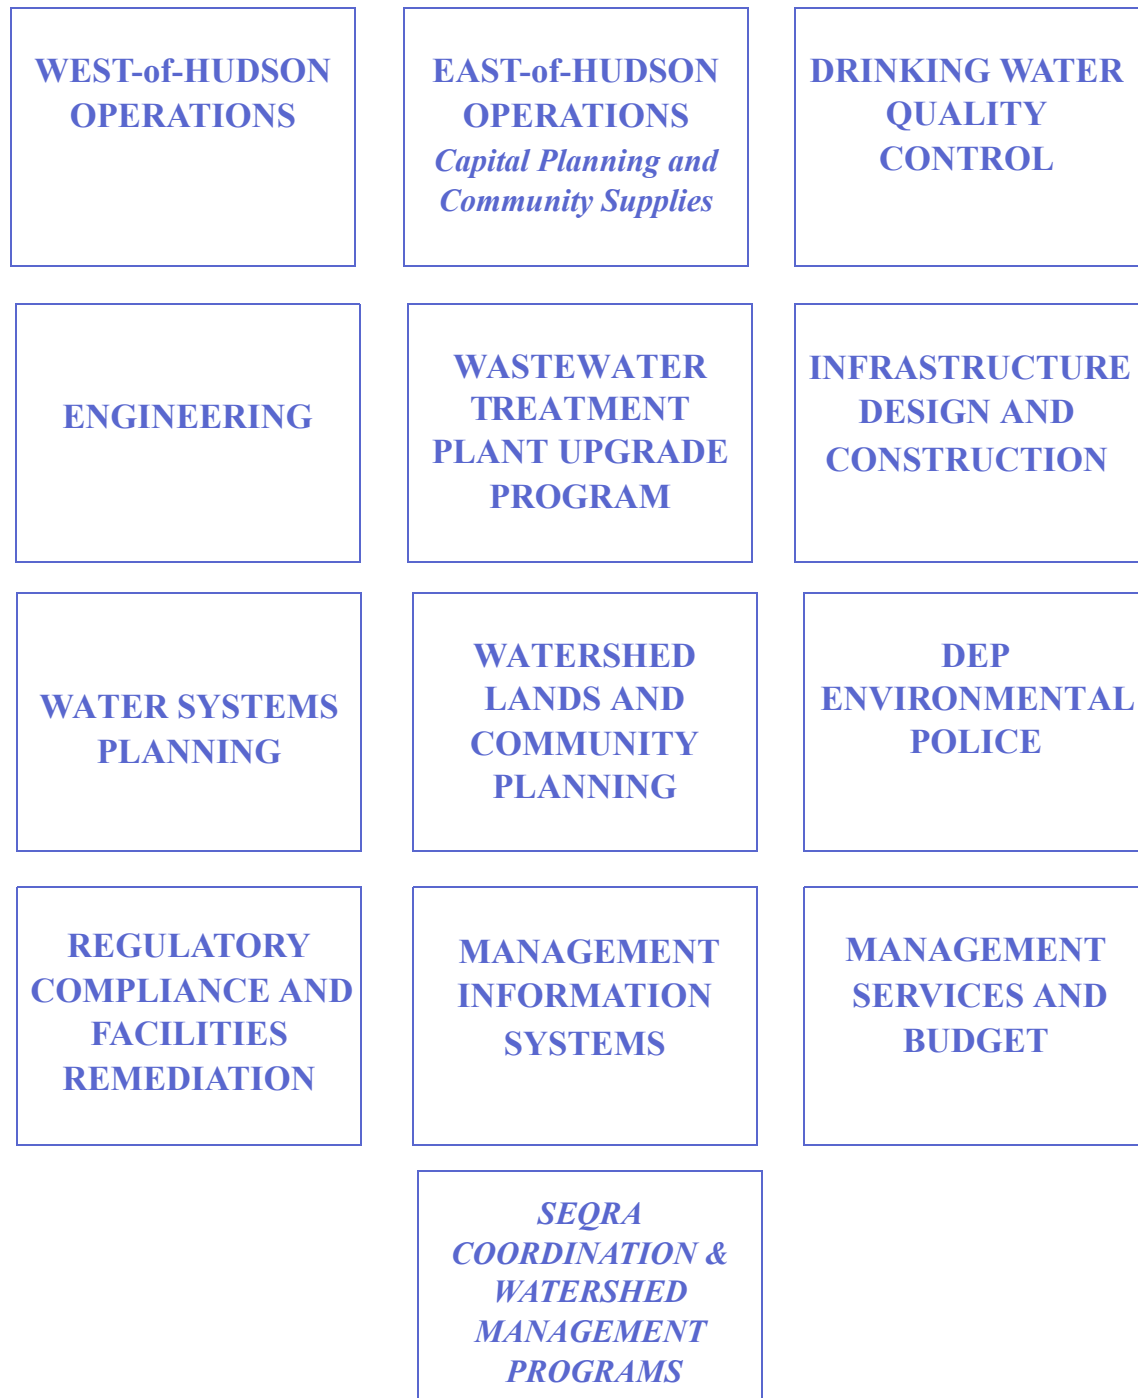 WEST-of-HUDSON
OPERATIONS
EAST-of-HUDSON
OPERATIONS
Capital Planning and
Community Supplies
DRINKING WATER
QUALITY
CONTROL
ENGINEERING
WASTEWATER
TREATMENT
PLANT UPGRADE
PROGRAM
INFRASTRUCTURE
DESIGN AND
CONSTRUCTION
WATER SYSTEMS
PLANNING
WATERSHED
LANDS AND
COMMUNITY
PLANNING
DEP
ENVIRONMENTAL
POLICE
REGULATORY
COMPLIANCE AND
FACILITIES
REMEDIATION
MANAGEMENT
INFORMATION
SYSTEMS
MANAGEMENT
SERVICES AND
BUDGET
SEQRA
COORDINATION &
WATERSHED
MANAGEMENT
PROGRAMS